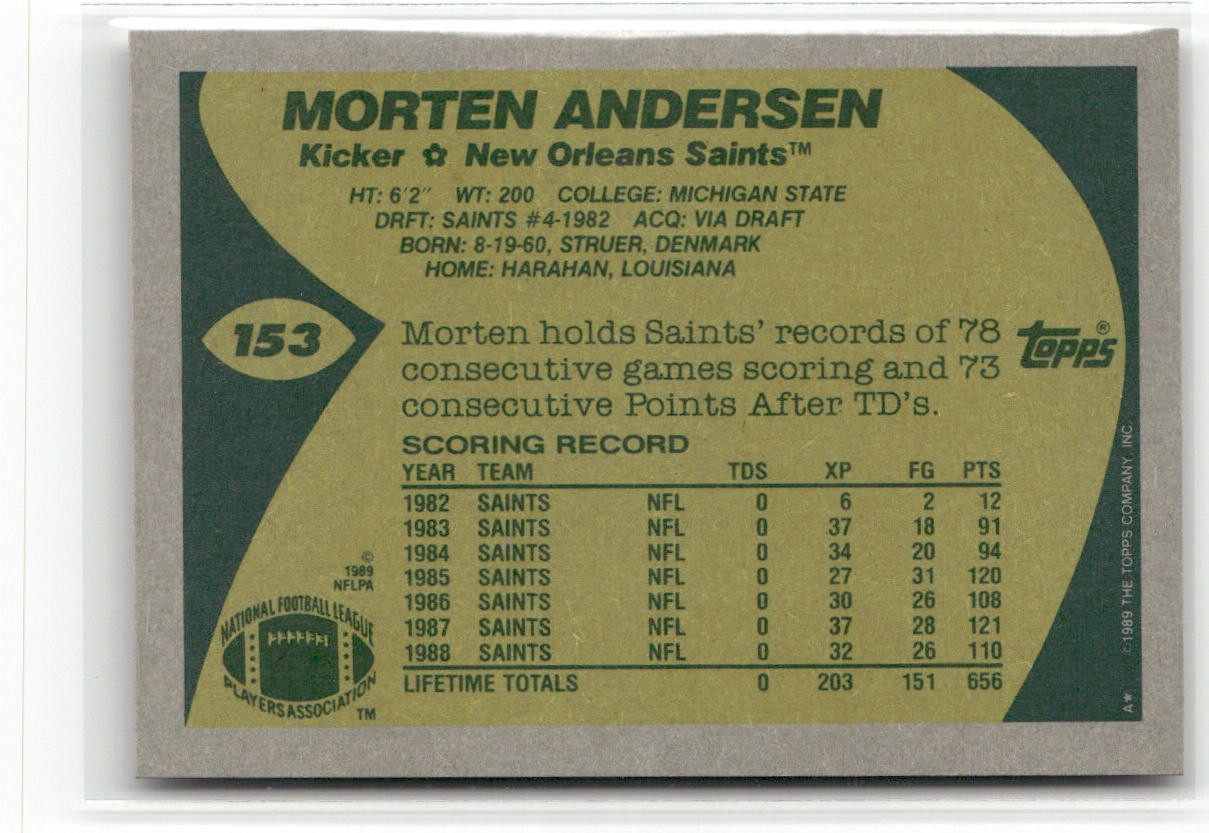 MORTEN ANDERSEN
Kicker ✿ New Orleans Saints™
HT: 6'2" WT: 200 COLLEGE: MICHIGAN STATE
DRFT: SAINTS #4-1982 ACQ: VIA DRAFT
BORN: 8-19-60, STRUER, DENMARK
HOME: HARAHAN, LOUISIANA
153
Morten holds Saints' records of 78
consecutive games scoring and 73
consecutive Points After TD's.
topps®
SCORING RECORD
YEAR TEAM TDS XP FG PTS
1982 SAINTS NFL 0 6 2 12
1983 SAINTS NFL 0 37 18 91
1984 SAINTS NFL 0 34 20 94
1985 SAINTS NFL 0 27 31 120
1986 SAINTS NFL 0 30 26 108
1987 SAINTS NFL 0 37 28 121
1988 SAINTS NFL 0 32 26 110
LIFETIME TOTALS 0 203 151 656
©
1989
NFLPA
NATIONAL FOOTBALL LEAGUE
PLAYERS ASSOCIATION
TM
A* ©1989 THE TOPPS COMPANY, INC.